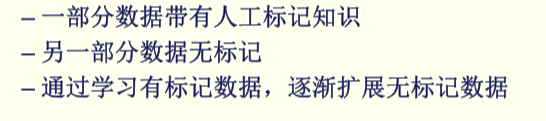 – 一部分数据带有人工标记知识
– 另一部分数据无标记
– 通过学习有标记数据，逐渐扩展无标记数据